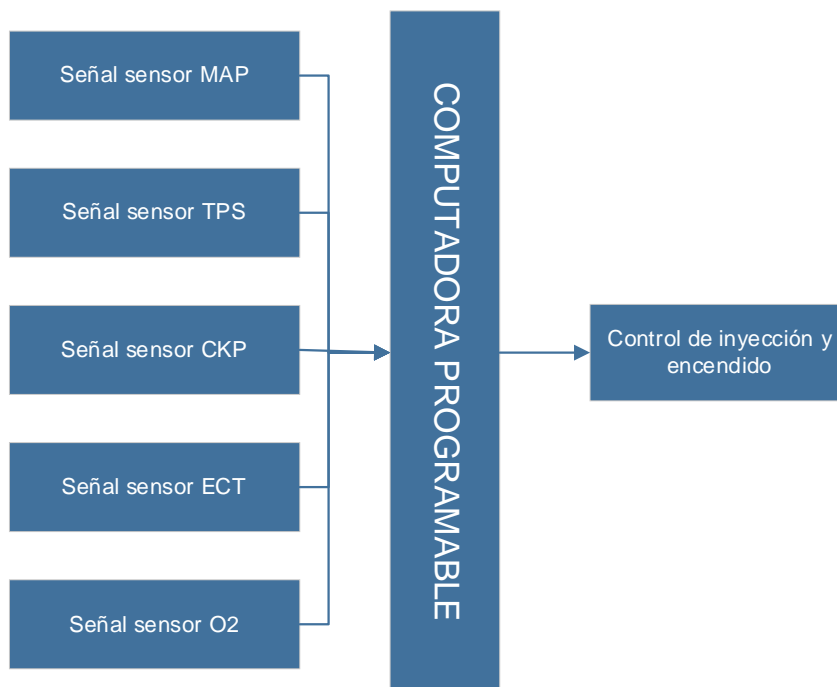 Señal sensor MAP
Señal sensor TPS
Señal sensor CKP
Señal sensor ECT
Señal sensor O2
COMPUTADORA PROGRAMABLE
Control de inyección y
encendido